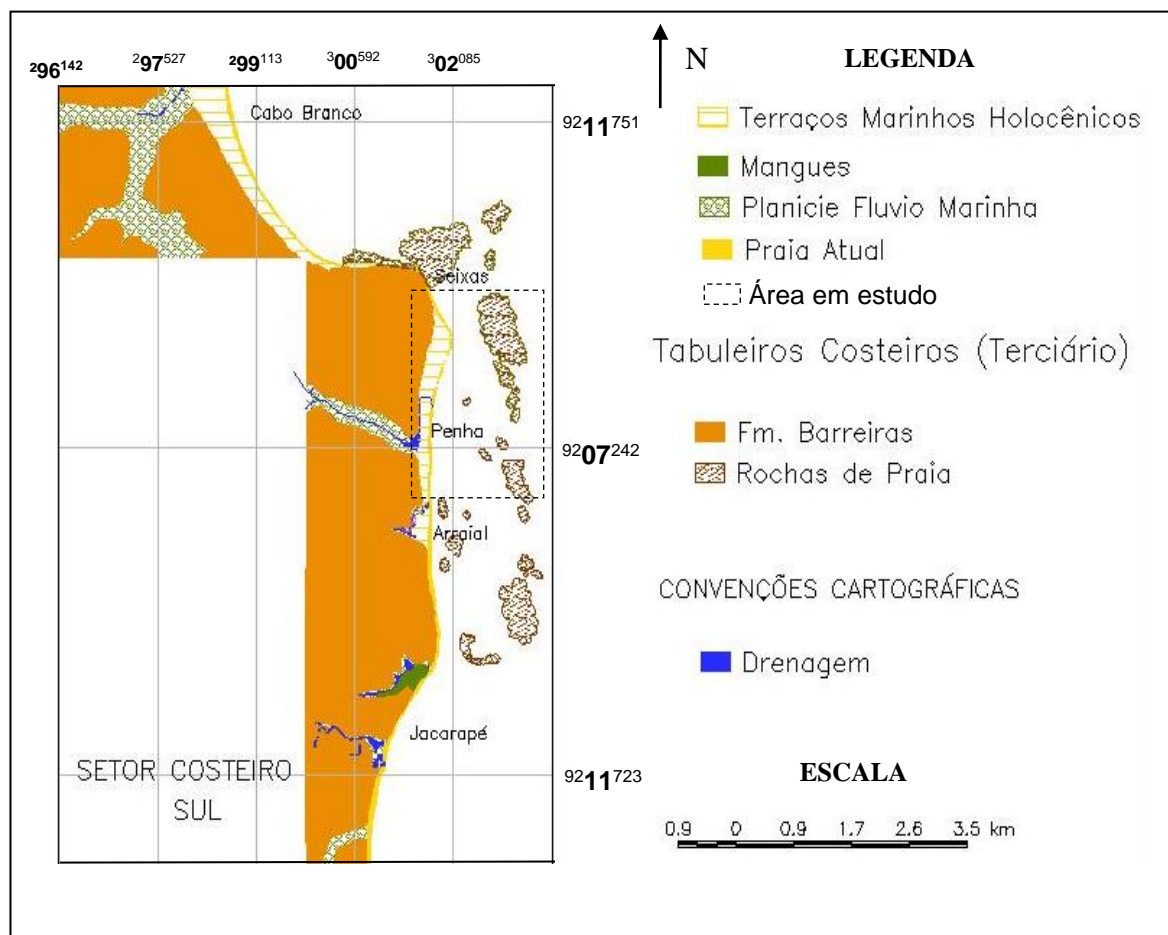 296142 297527 299113 300592 302085
N
LEGENDA
Cabo Branco
9211751
Terraços Marinhos Holocênicos
Mangues
Planicie Fluvio Marinha
Praia Atual
Seixas
Área em estudo
Tabuleiros Costeiros (Terciário)
Penha
9207242
Fm. Barreiras
Rochas de Praia
Arraial
CONVENÇÕES CARTOGRÁFICAS
Drenagem
Jacarapé
SETOR COSTEIRO
SUL
9211723
ESCALA
0.9 0 0.9 1.7 2.6 3.5 km